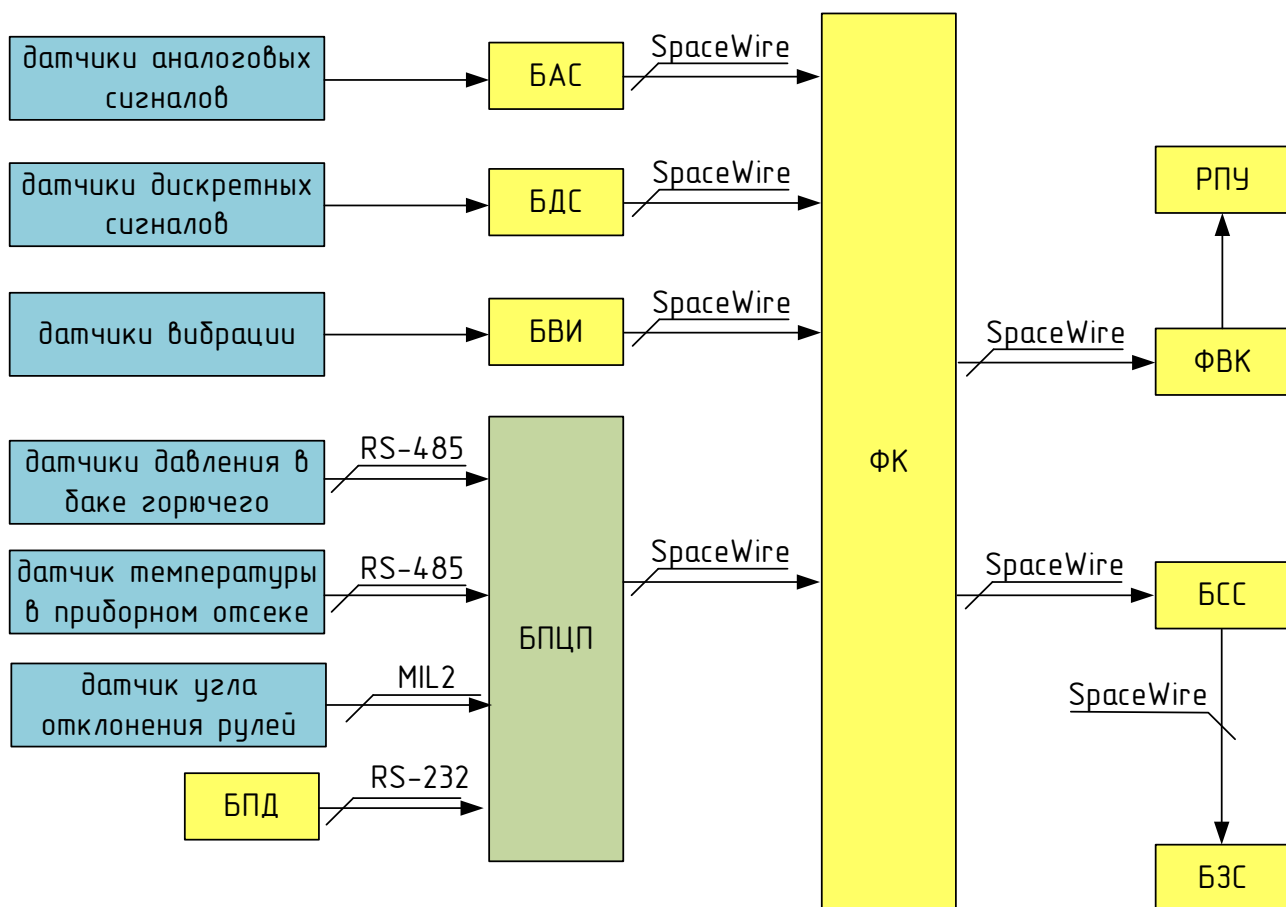 датчики аналоговых
сигналов
БАС
SpaceWire
датчики дискретных
сигналов
БДС
SpaceWire
РПУ
датчики вибрации
БВИ
SpaceWire
SpaceWire
ФВК
ФК
датчики давления в
баке горючего
RS-485
датчик температуры
в приборном отсеке
RS-485
БПЦП
SpaceWire
SpaceWire
БСС
датчик угла
отклонения рулей
MIL2
SpaceWire
БПД
RS-232
БЗС